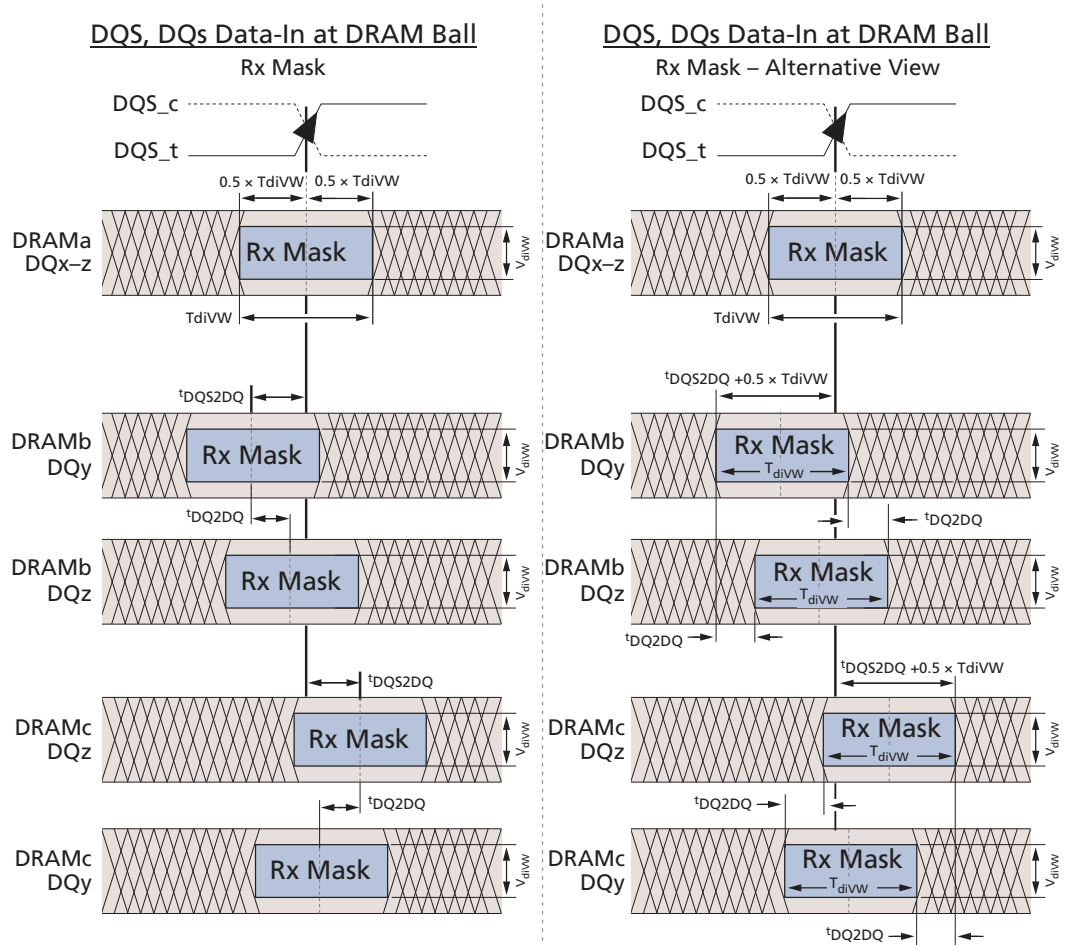 DQS, DQs Data-In at DRAM Ball
Rx Mask
DQS_c
DQS_t
0.5 × TdiVW
0.5 × TdiVW
DRAMa
DQx–z
Rx Mask
VdiVW
TdiVW
tDQS2DQ
DRAMb
DQy
Rx Mask
VdiVW
tDQ2DQ
DRAMb
DQz
Rx Mask
VdiVW
tDQS2DQ
DRAMc
DQz
Rx Mask
VdiVW
tDQ2DQ
DRAMc
DQy
Rx Mask
VdiVW
DQS, DQs Data-In at DRAM Ball
Rx Mask – Alternative View
DQS_c
DQS_t
0.5 × TdiVW
0.5 × TdiVW
DRAMa
DQx–z
Rx Mask
VdiVW
TdiVW
tDQS2DQ +0.5 × TdiVW
DRAMb
DQy
Rx Mask
TdiVW
VdiVW
tDQ2DQ
DRAMb
DQz
Rx Mask
TdiVW
VdiVW
tDQ2DQ
tDQS2DQ +0.5 × TdiVW
DRAMc
DQz
Rx Mask
TdiVW
VdiVW
tDQ2DQ
DRAMc
DQy
Rx Mask
TdiVW
VdiVW
tDQ2DQ